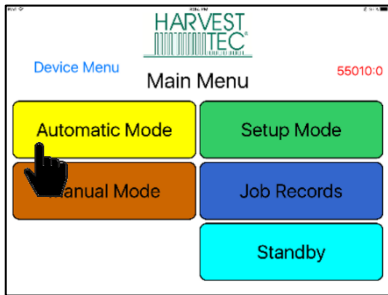 HARVEST
TEC
Device Menu
Main Menu
55010:0
Automatic Mode
Setup Mode
Manual Mode
Job Records
Standby